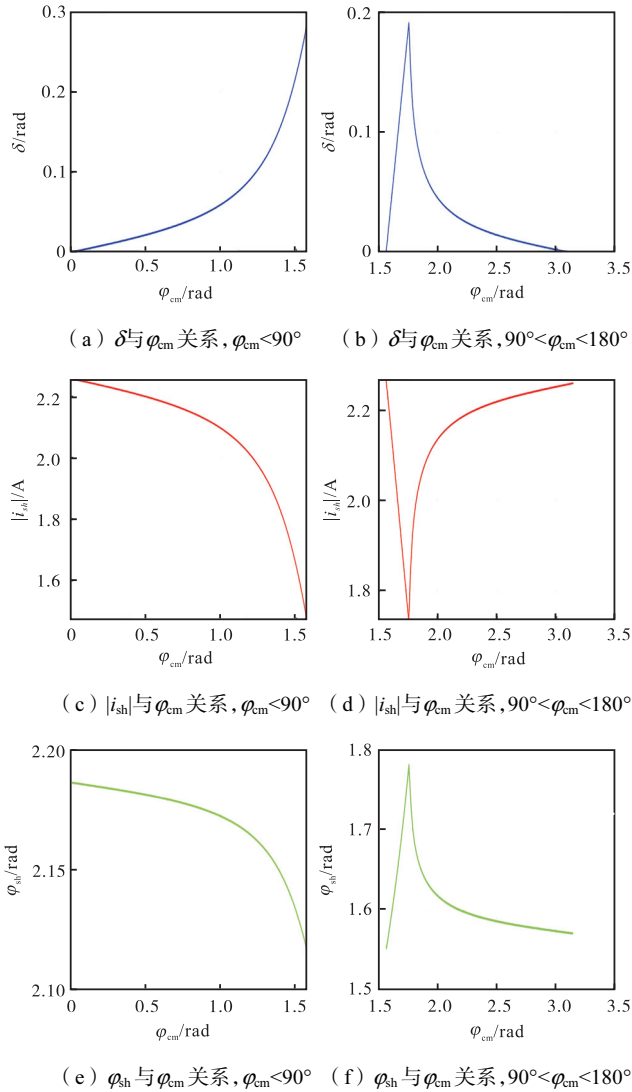 0.3
0.2
0.1
0
δ/rad
0
0.5
1.0
1.5
φcm/rad
0.2
0.1
0
δ/rad
1.5
2.0
2.5
3.0
3.5
φcm/rad
（a）δ与φcm关系,φcm<90°
（b）δ与φcm关系,90°<φcm<180°
2.2
2.0
1.8
1.6
|ish|/A
0
0.5
1.0
1.5
φcm/rad
2.2
2.0
1.8
|ish|/A
1.5
2.0
2.5
3.0
3.5
φcm/rad
（c）|ish|与φcm关系,φcm<90°
（d）|ish|与φcm关系,90°<φcm<180°
2.20
2.15
2.10
φsh/rad
0
0.5
1.0
1.5
φcm/rad
1.8
1.7
1.6
1.5
φsh/rad
1.5
2.0
2.5
3.0
3.5
φcm/rad
（e）φsh与φcm关系,φcm<90°
（f）φsh与φcm关系,90°<φcm<180°